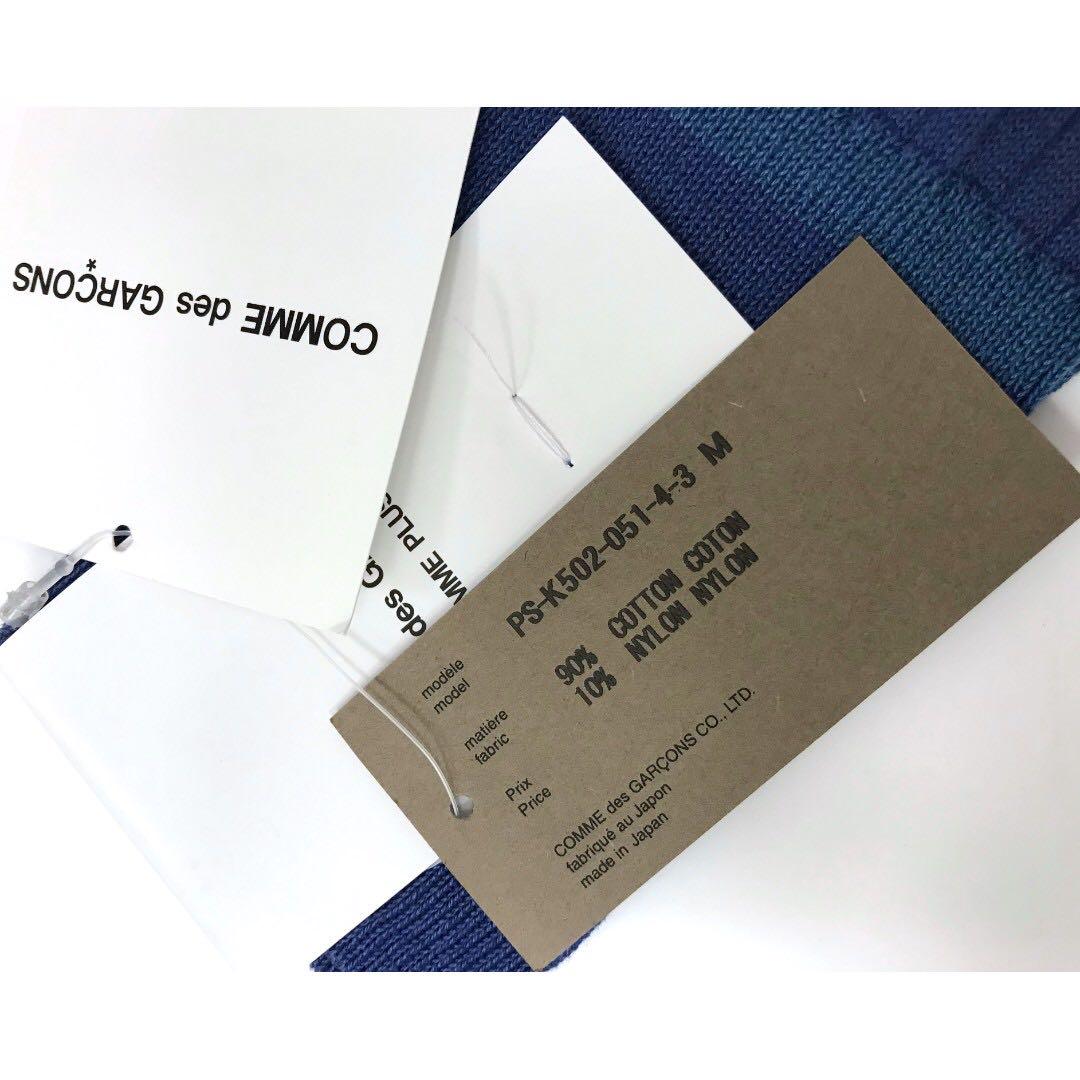 COMME des GARÇONS
*
des G
MME PLUS
modèle PS-K502-051-4-3 M
model
matière 90% COTTON COTON
fabric 10% NYLON NYLON
Prix
Price
COMME des GARÇONS CO., LTD.
fabriqué au Japon
made in Japan